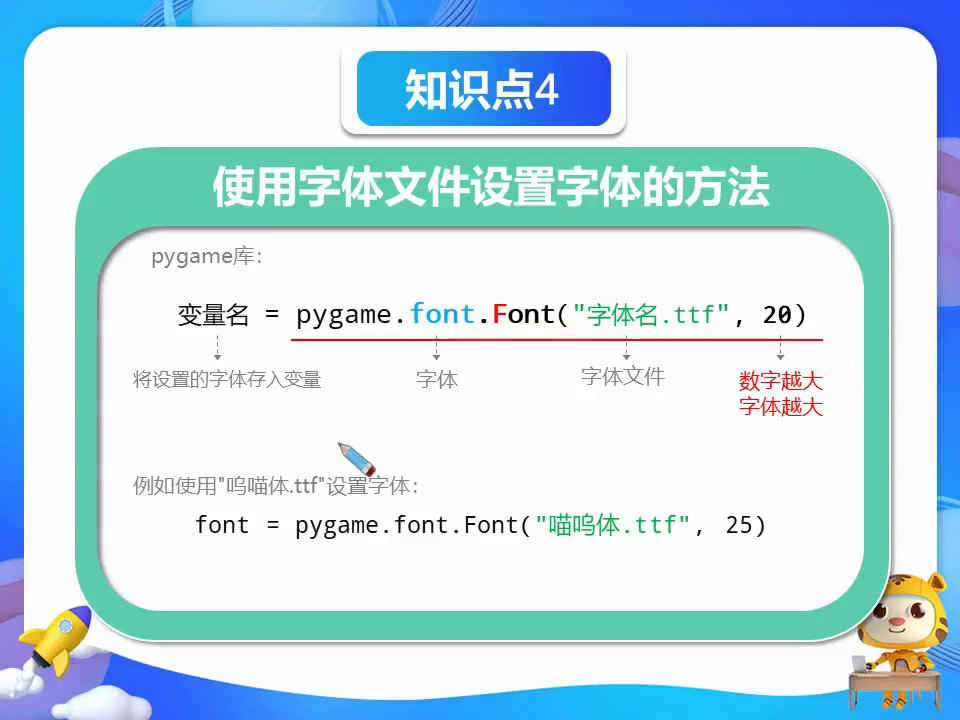 知识点4
使用字体文件设置字体的方法
pygame库：
变量名 = pygame.font.Font("字体名.ttf", 20)
将设置的字体存入变量 字体 字体文件 数字越大
字体越大
例如使用"呜喵体.ttf"设置字体：
font = pygame.font.Font("喵呜体.ttf", 25)